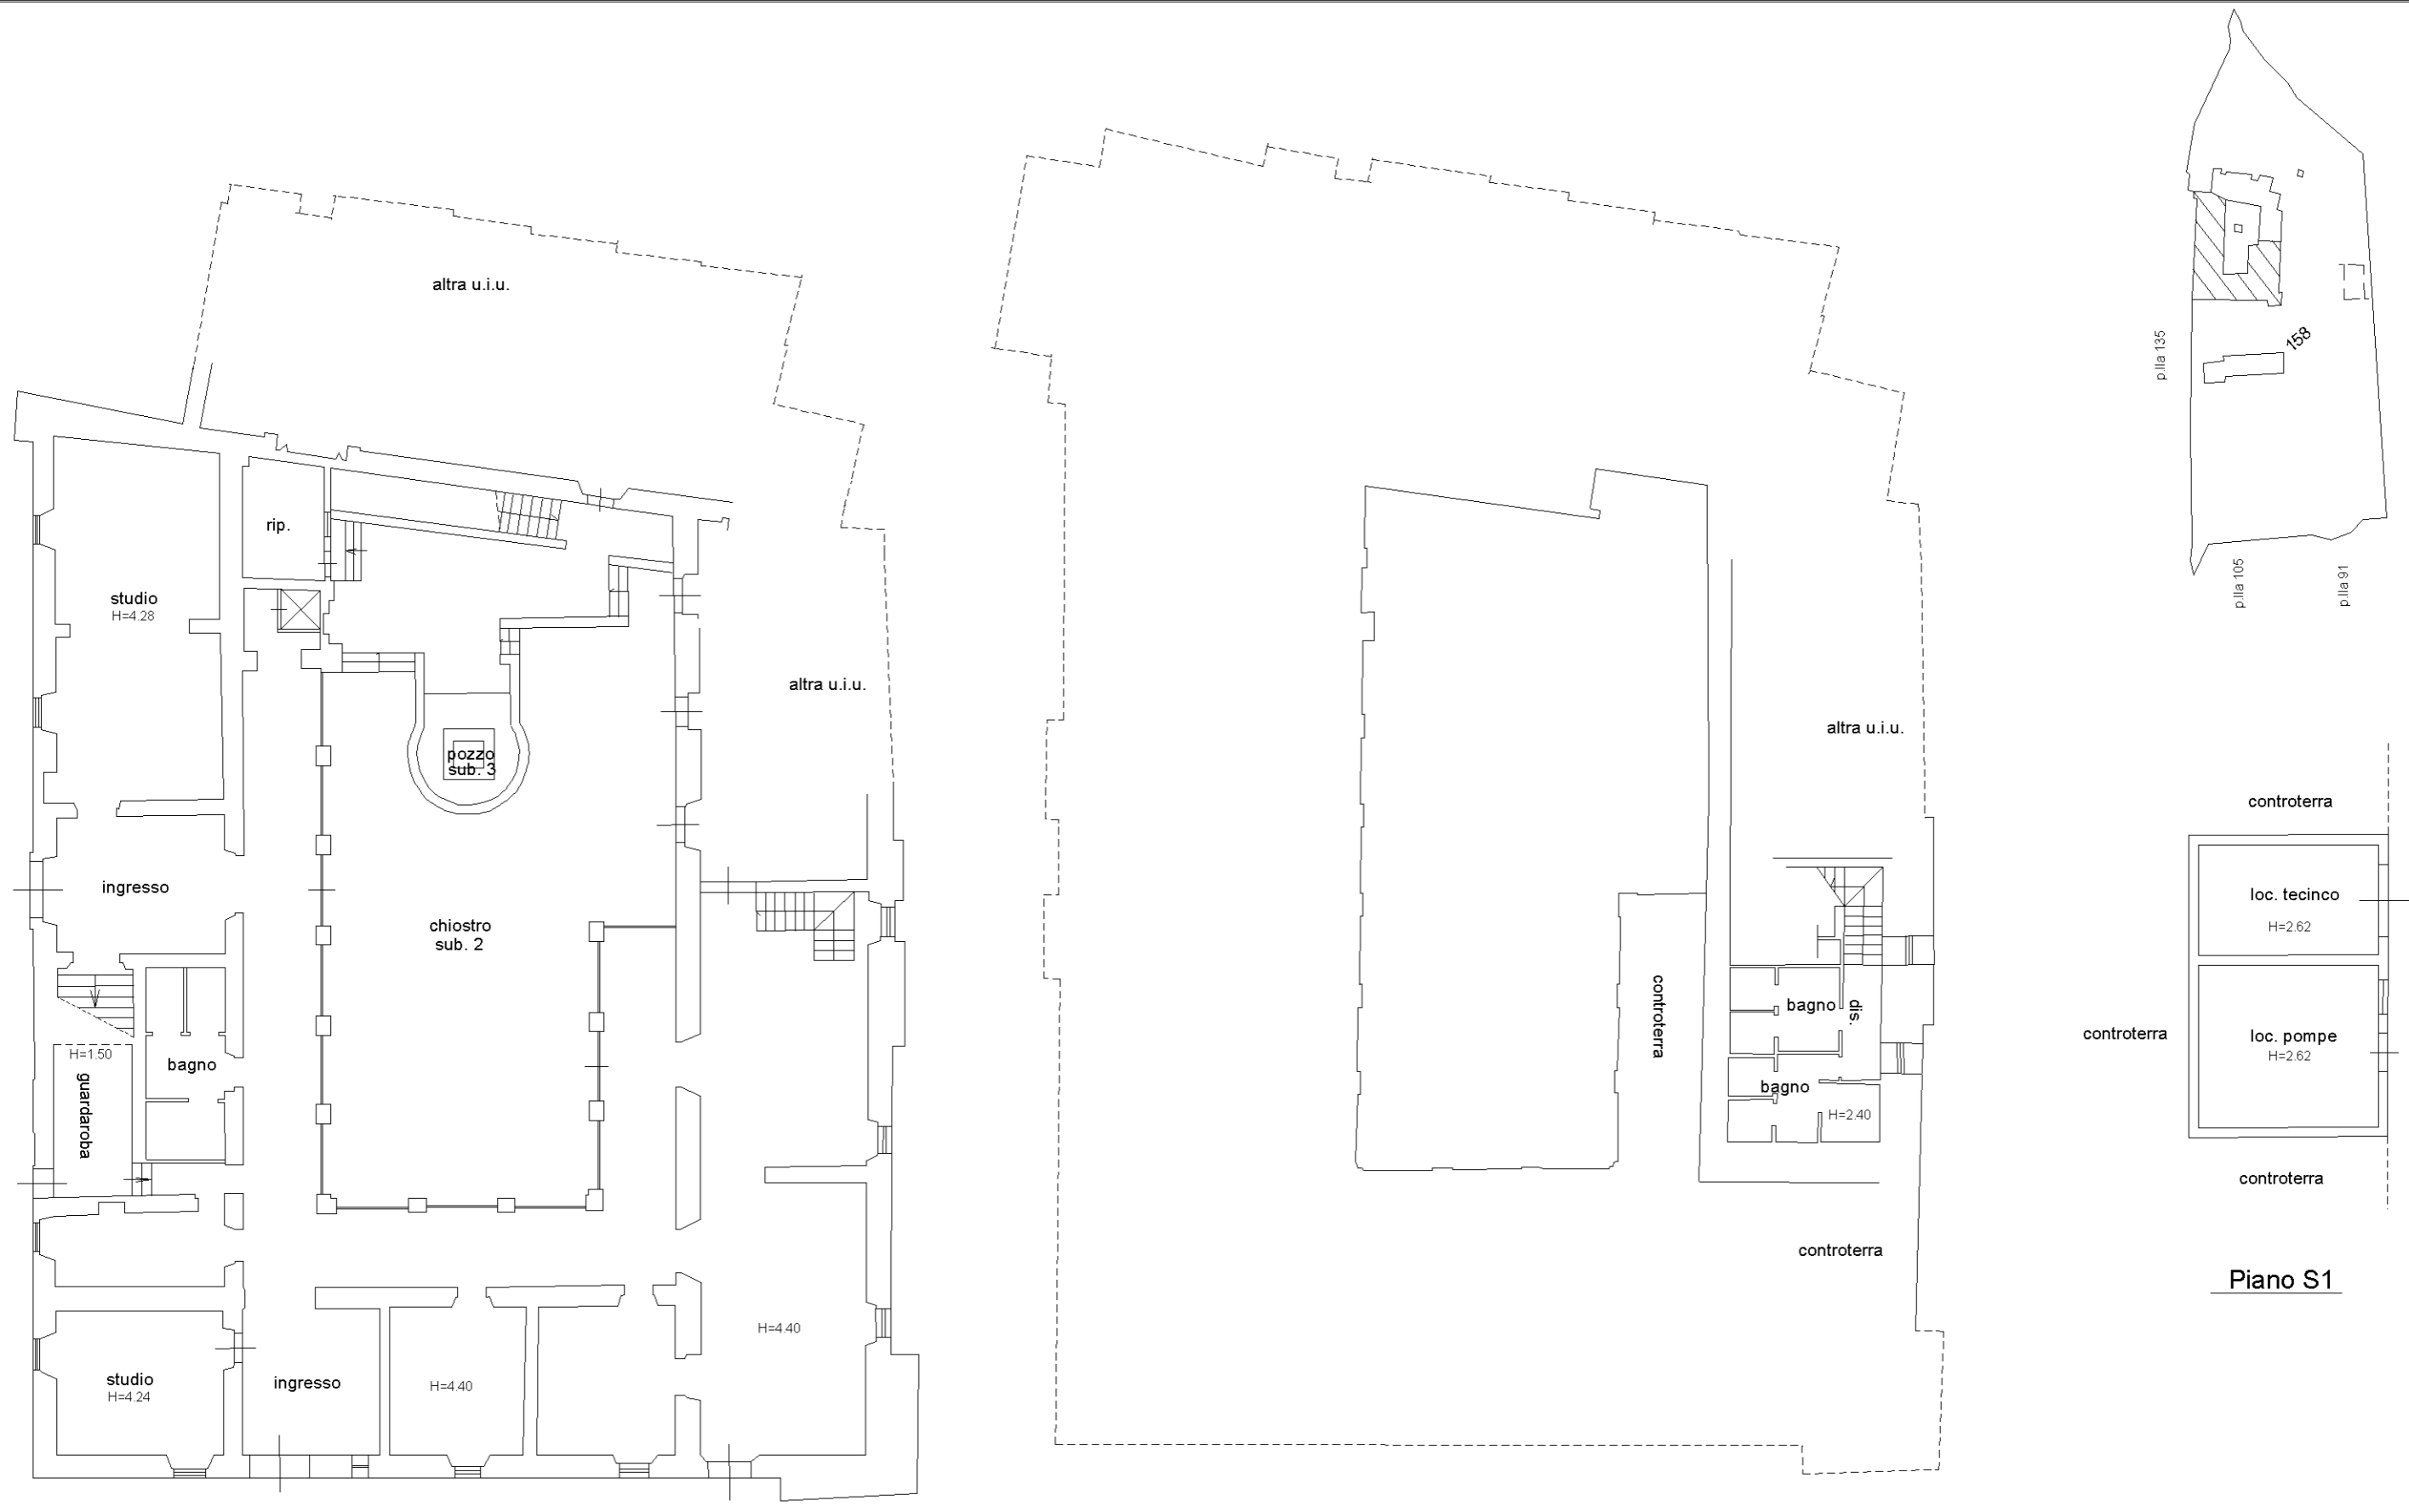 altra u.i.u.
rip.
studio
H=4.28
altra u.i.u.
pozzo
sub. 3
ingresso
chiostro
sub. 2
H=1.50
guardaroba
bagno
H=4.40
studio
H=4.24
ingresso
H=4.40
altra u.i.u.
controterra
bagno
dis.
bagno
H=2.40
controterra
158
p.lla 135
p.lla 105
p.lla 91
controterra
loc. tecinco
H=2.62
controterra
loc. pompe
H=2.62
controterra
Piano S1